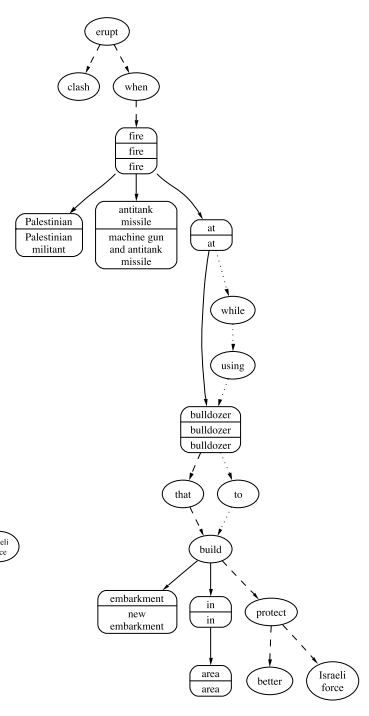 erupt
clash
when
fire
fire
fire
Palestinian
Palestinian
militant
antitank
missile
machine gun
and antitank
missile
at
at
while
using
bulldozer
bulldozer
bulldozer
that
to
eli
ce
build
embarkment
new
embarkment
in
in
protect
area
area
better
Israeli
force